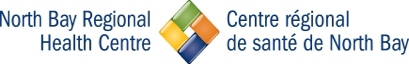 North Bay Regional
Health Centre
Centre régional
de santé de North Bay